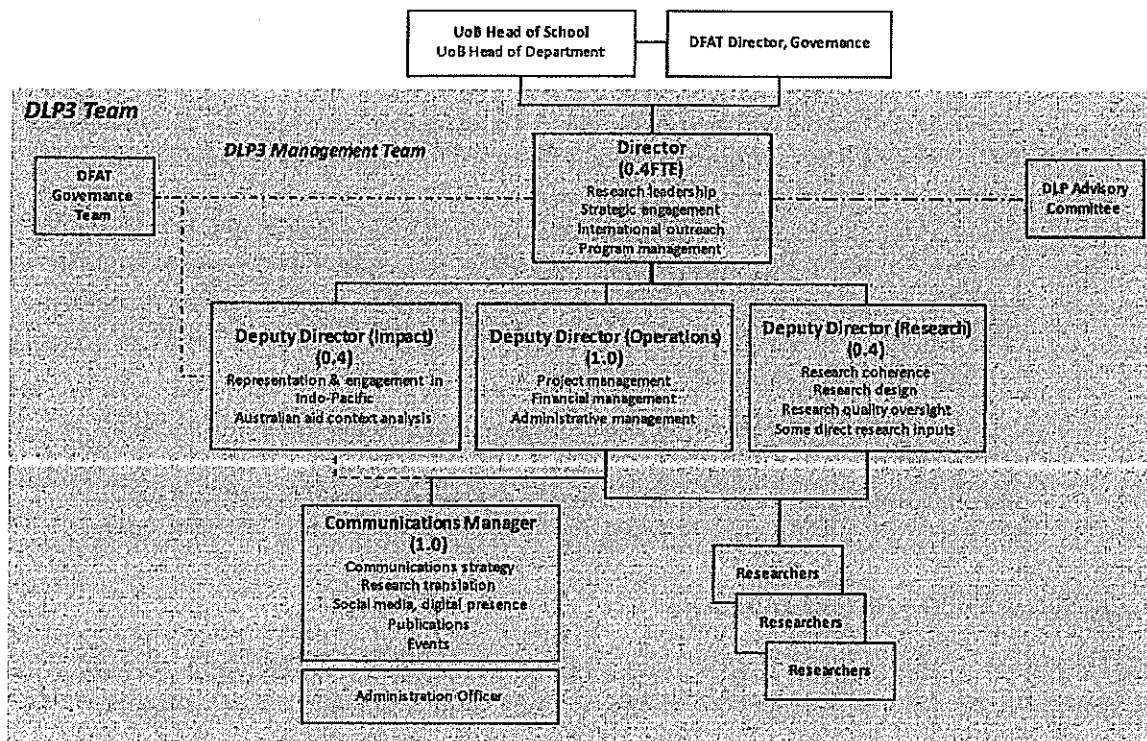 UoB Head of School
UoB Head of Department
DFAT Director, Governance
DLP3 Team
DLP3 Management Team
DFAT
Governance
Team
Director
(0.4FTE)
Research leadership
Strategic engagement
International outreach
Program management
DLP Advisory
Committee
Deputy Director (Impact)
(0.4)
Representation & engagement in
Indo-Pacific
Australian aid context analysis
Deputy Director (Operations)
(1.0)
Project management
Financial management
Administrative management
Deputy Director (Research)
(0.4)
Research coherence
Research design
Research quality oversight
Some direct research inputs
Communications Manager
(1.0)
Communications strategy
Research translation
Social media, digital presence
Publications
Events
Administration Officer
Researchers
Researchers
Researchers